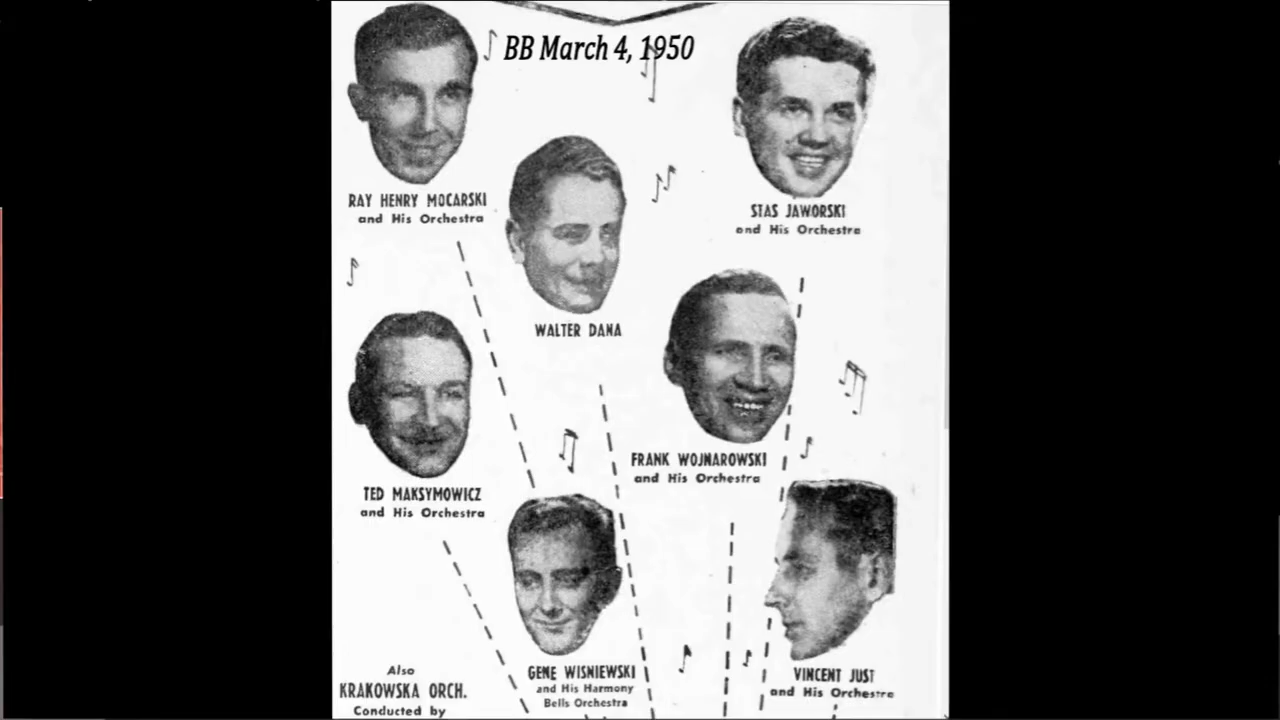 BB March 4, 1950
RAY HENRY MOCARSKI
and His Orchestra
STAS JAWORSKI
and His Orchestra
WALTER DANA
FRANK WOJNAROWSKI
and His Orchestra
TED MAKSYMOWICZ
and His Orchestra
GENE WISNIEWSKI
and His Harmony
Bells Orchestra
VINCENT JUST
and His Orchestra
Also
KRAKOWSKA ORCH.
Conducted by